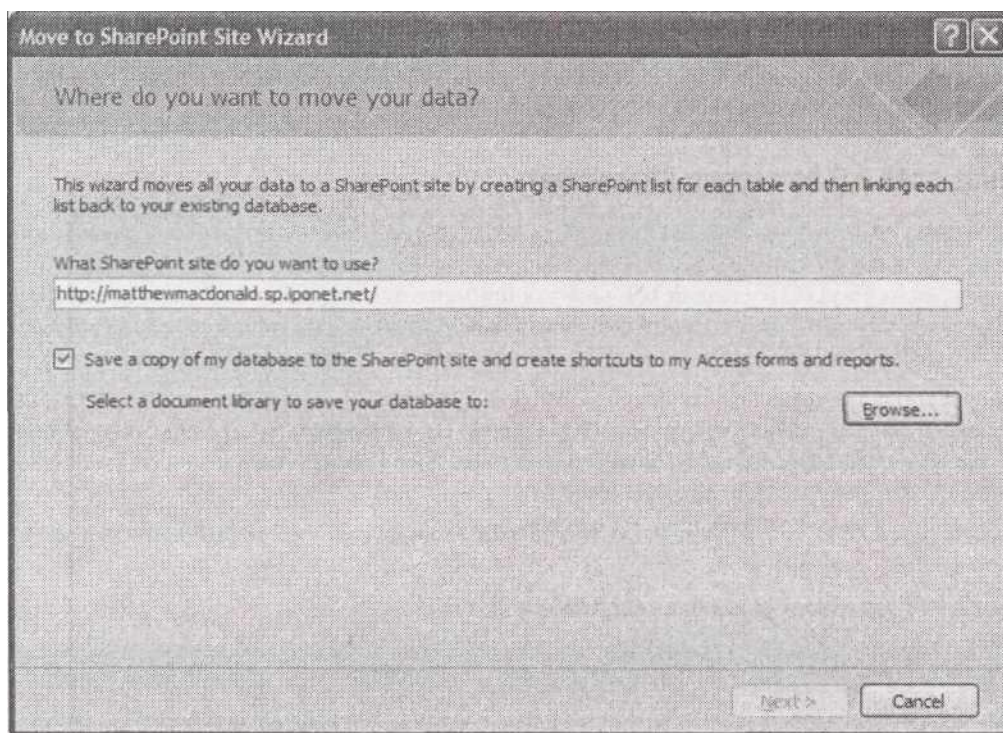 Move to SharePoint Site Wizard
Where do you want to move your data?
This wizard moves all your data to a SharePoint site by creating a SharePoint list for each table and then linking each
list back to your existing database.
What SharePoint site do you want to use?
http://matthewmacdonald.sp.iponet.net/
Save a copy of my database to the SharePoint site and create shortcuts to my Access forms and reports.
Select a document library to save your database to:
Browse...
Next >
Cancel